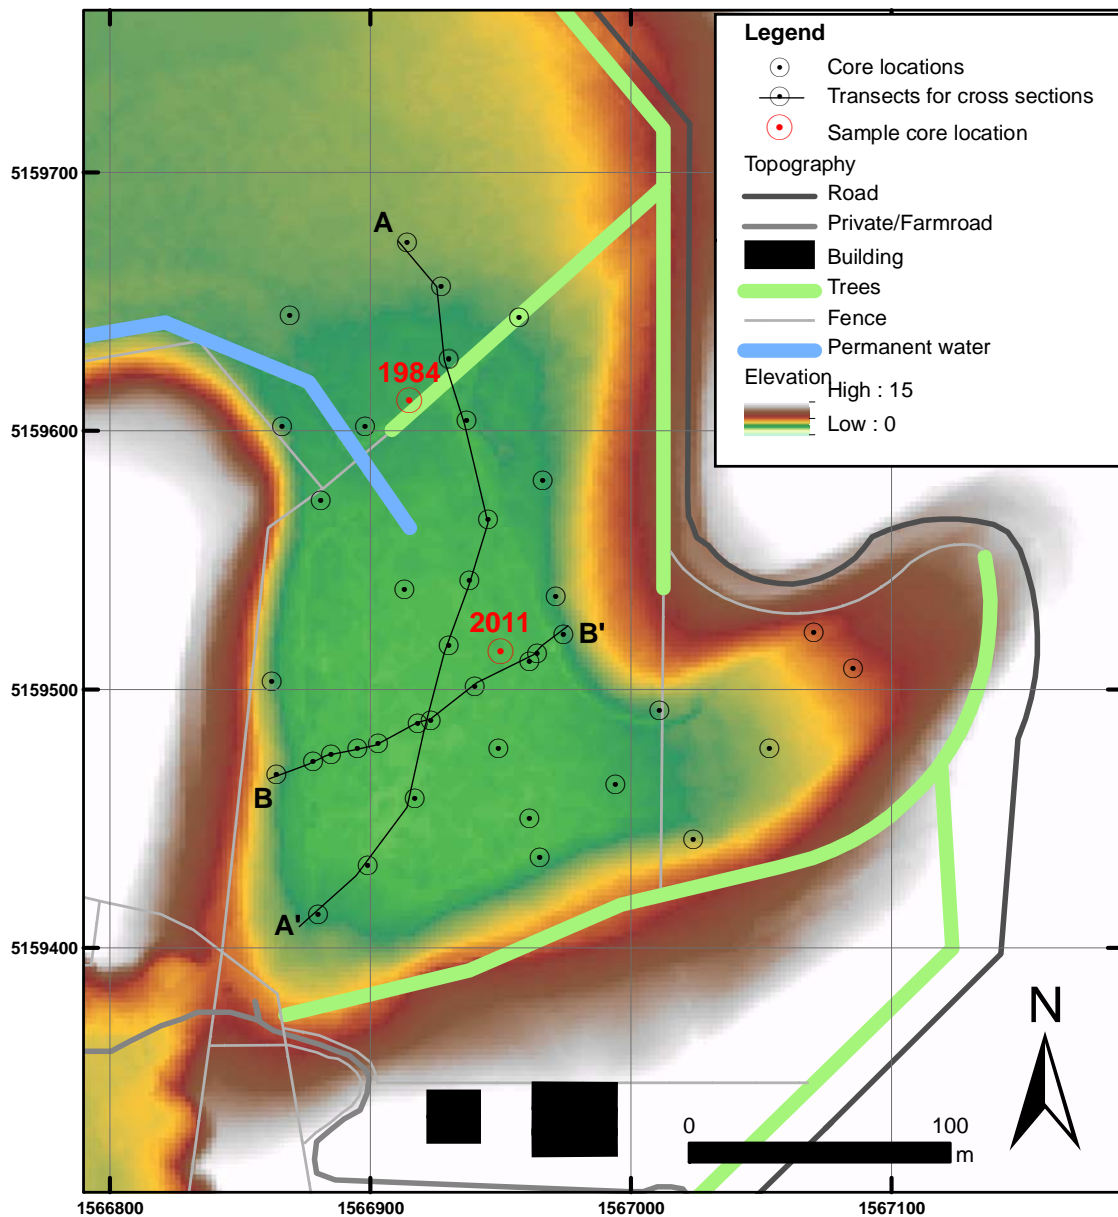 Legend
Core locations
Transects for cross sections
Sample core location
Topography
Road
Private/Farmroad
Building
Trees
Fence
Permanent water
Elevation
High : 15
Low : 0
5159700
5159600
5159500
5159400
A
1984
2011
B'
B
A'
N
0 100
m
1566800 1566900 1567000 1567100